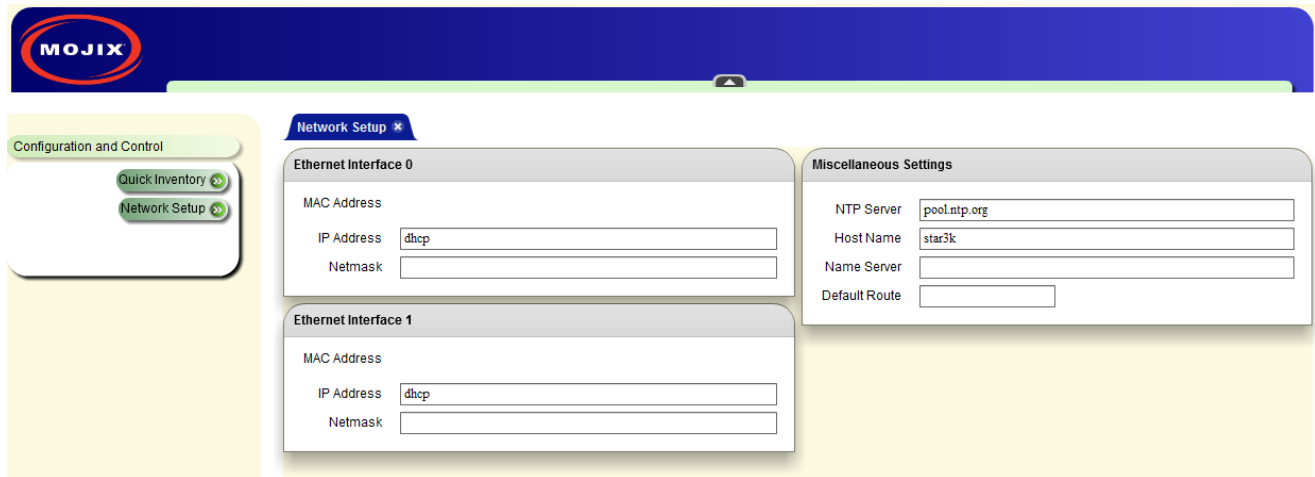 MOJIX
Configuration and Control
Quick Inventory
Network Setup
Network Setup
Ethernet Interface 0
MAC Address
IP Address dhcp
Netmask
Ethernet Interface 1
MAC Address
IP Address dhcp
Netmask
Miscellaneous Settings
NTP Server pool.ntp.org
Host Name star3k
Name Server
Default Route